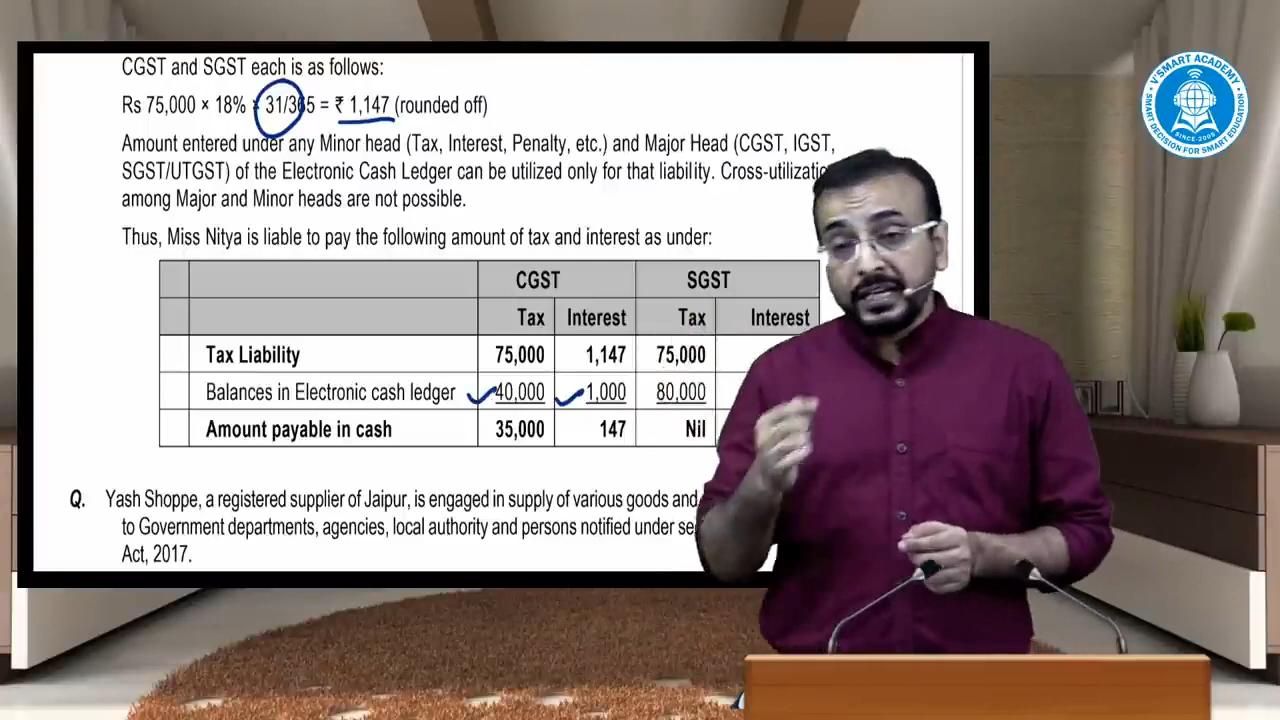 CGST and SGST each is as follows:
Rs 75,000 × 18% × 31/365 = ₹ 1,147 (rounded off)
Amount entered under any Minor head (Tax, Interest, Penalty, etc.) and Major Head (CGST, IGST,
SGST/UTGST) of the Electronic Cash Ledger can be utilized only for that liability. Cross-utilizatio
among Major and Minor heads are not possible.
Thus, Miss Nitya is liable to pay the following amount of tax and interest as under:
CGST SGST
Tax Interest Tax Interest
Tax Liability 75,000 1,147 75,000
Balances in Electronic cash ledger 40,000 1,000 80,000
Amount payable in cash 35,000 147 Nil
Q. Yash Shoppe, a registered supplier of Jaipur, is engaged in supply of various goods and
to Government departments, agencies, local authority and persons notified under se
Act, 2017.
V'SMART ACADEMY
SINCE-2005
SMART DECISION FOR SMART EDUCATION